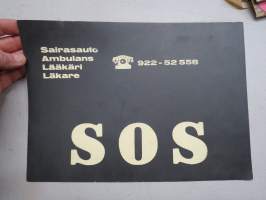 Sairasauto
Ambulans ☎ 922-52 556
Lääkäri
Läkare
SOS